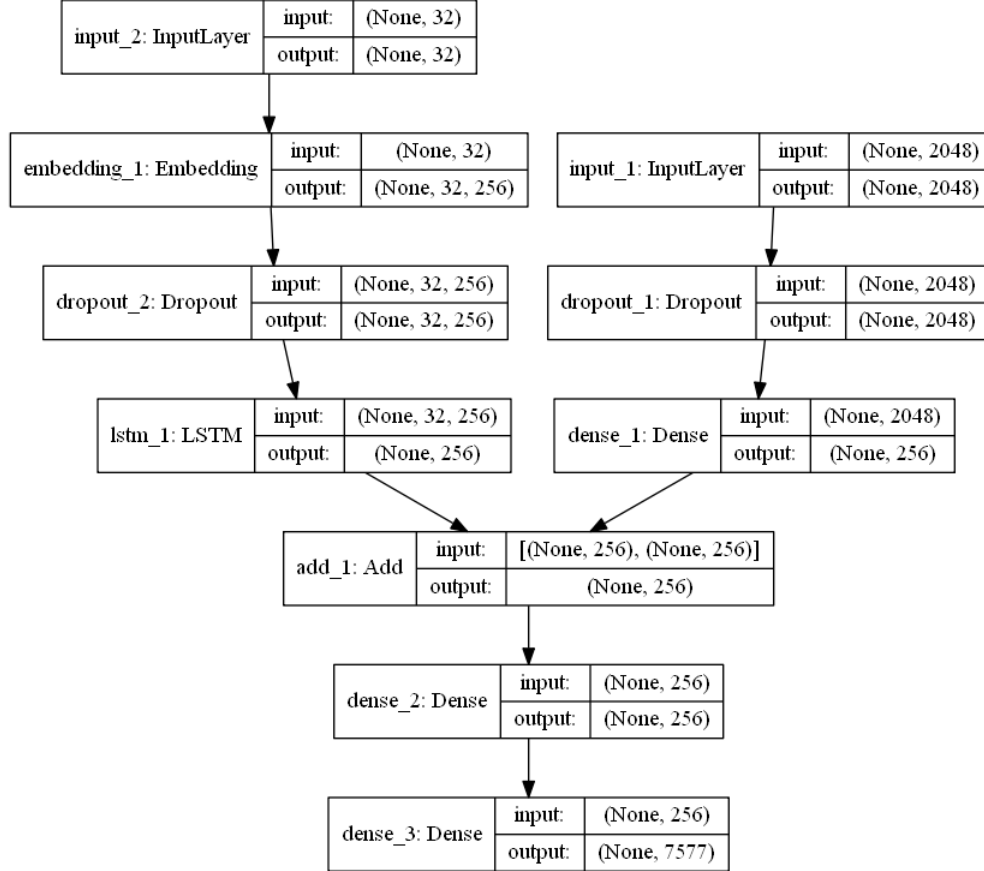 input_2: InputLayer
input: (None, 32)
output: (None, 32)
embedding_1: Embedding
input: (None, 32)
output: (None, 32, 256)
input_1: InputLayer
input: (None, 2048)
output: (None, 2048)
dropout_2: Dropout
input: (None, 32, 256)
output: (None, 32, 256)
dropout_1: Dropout
input: (None, 2048)
output: (None, 2048)
lstm_1: LSTM
input: (None, 32, 256)
output: (None, 256)
dense_1: Dense
input: (None, 2048)
output: (None, 256)
add_1: Add
input: [(None, 256), (None, 256)]
output: (None, 256)
dense_2: Dense
input: (None, 256)
output: (None, 256)
dense_3: Dense
input: (None, 256)
output: (None, 7577)